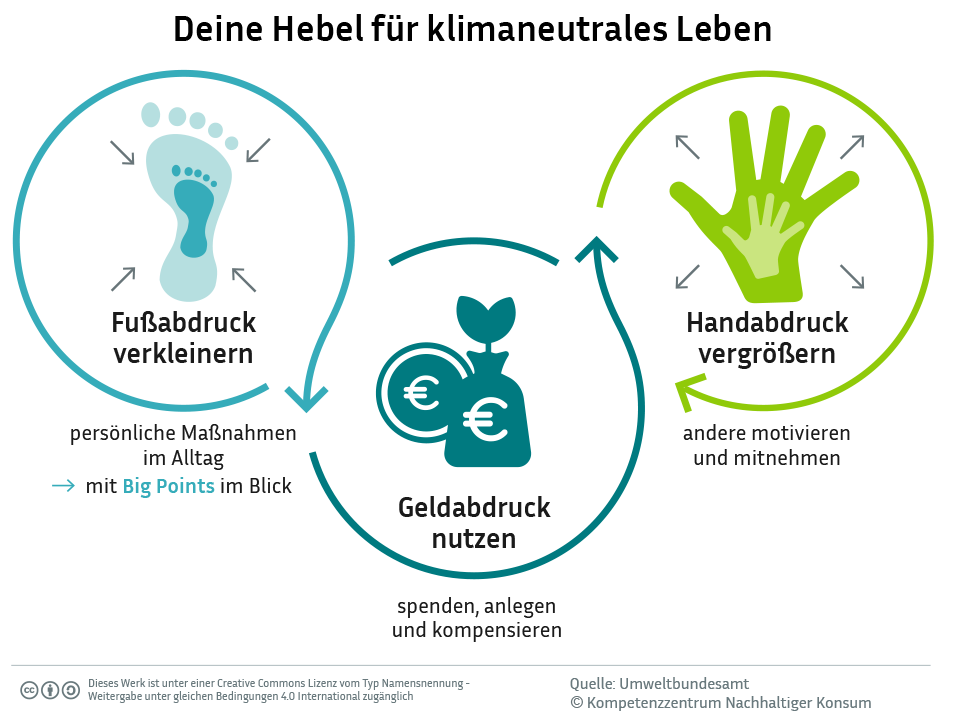 Deine Hebel für klimaneutrales Leben
Fußabdruck
verkleinern
persönliche Maßnahmen
im Alltag
→ mit Big Points im Blick
€
€
Geldabdruck
nutzen
spenden, anlegen
und kompensieren
Handabdruck
vergrößern
andere motivieren
und mitnehmen
cc
Dieses Werk ist unter einer Creative Commons Lizenz vom Typ Namensnennung -
Weitergabe unter gleichen Bedingungen 4.0 International zugänglich
Quelle: Umweltbundesamt
© Kompetenzzentrum Nachhaltiger Konsum